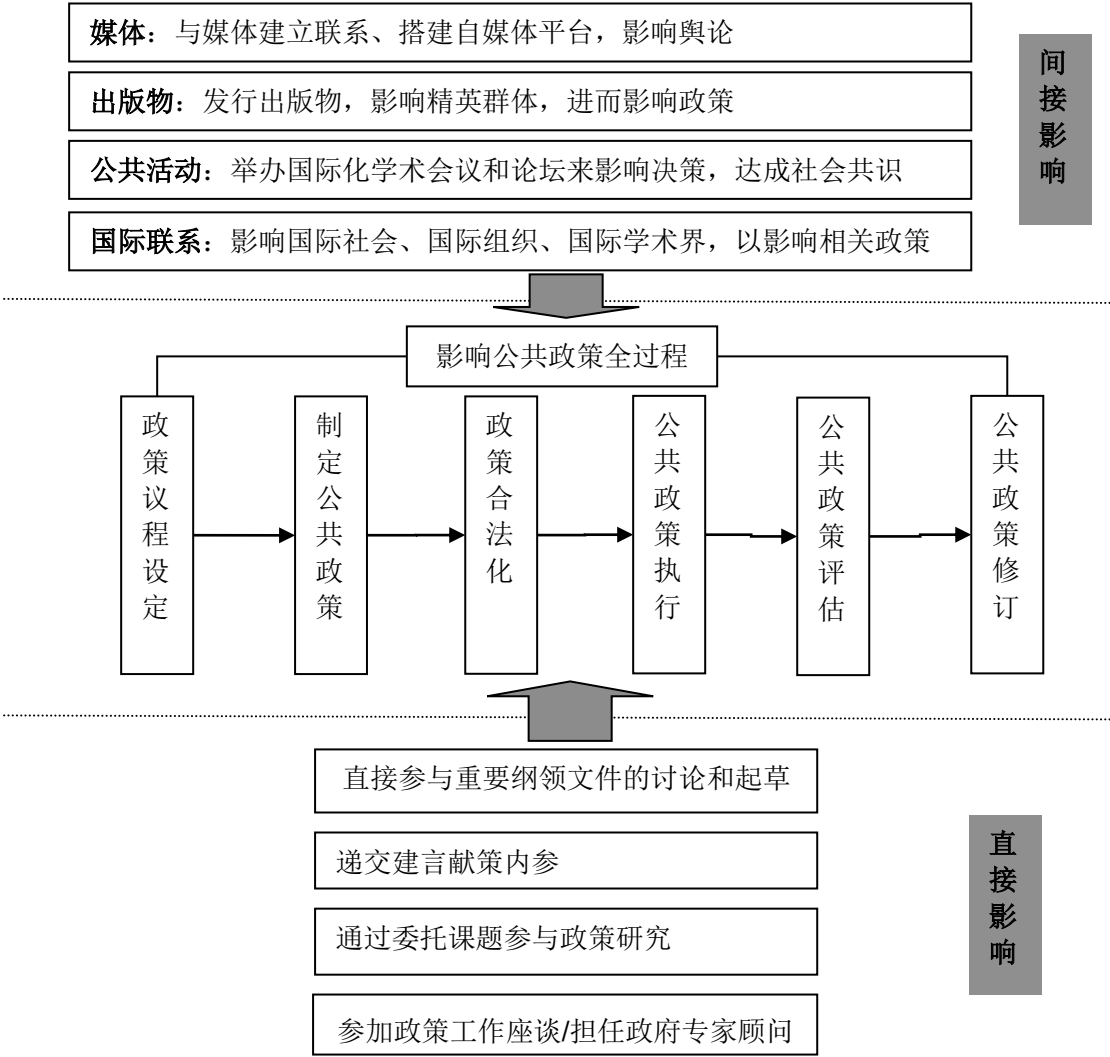 媒体：与媒体建立联系、搭建自媒体平台，影响舆论
出版物：发行出版物，影响精英群体，进而影响政策
公共活动：举办国际化学术会议和论坛来影响决策，达成社会共识
国际联系：影响国际社会、国际组织、国际学术界，以影响相关政策
间接影响
影响公共政策全过程
政策议程设定
制定公共政策
政策合法化
公共政策执行
公共政策评估
公共政策修订
直接参与重要纲领文件的讨论和起草
递交建言献策内参
通过委托课题参与政策研究
参加政策工作座谈/担任政府专家顾问
直接影响